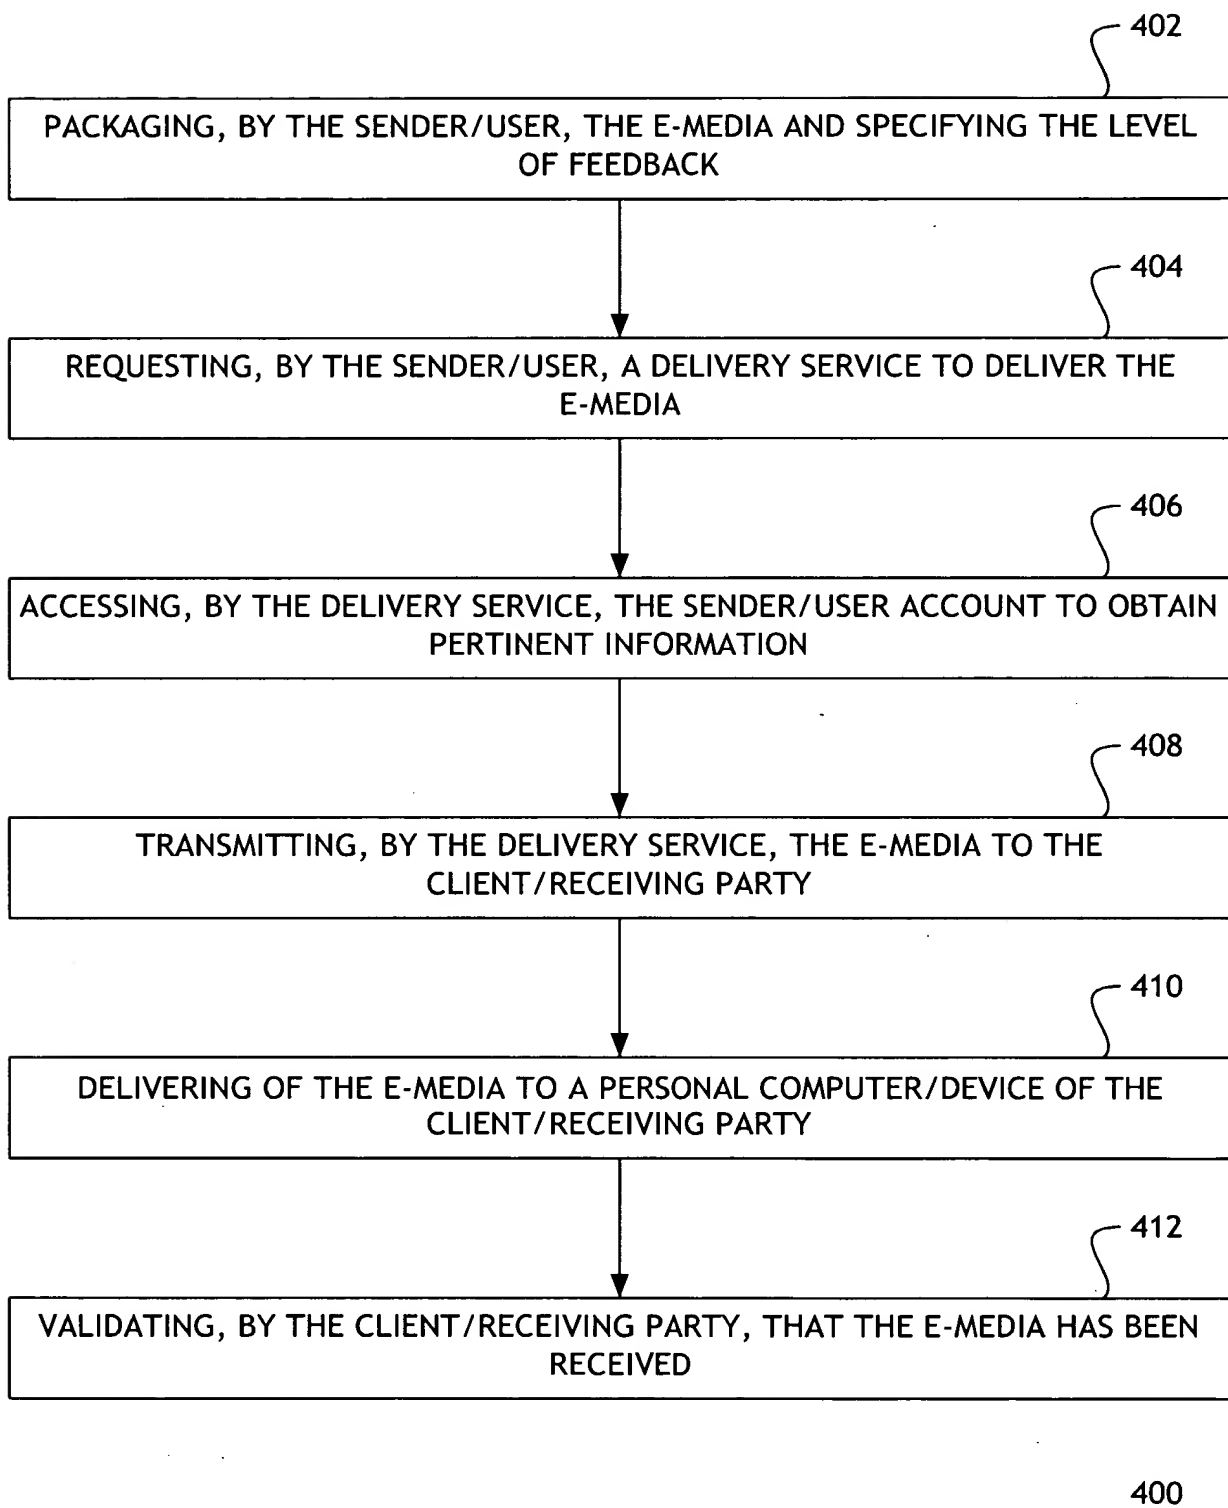 402
PACKAGING, BY THE SENDER/USER, THE E-MEDIA AND SPECIFYING THE LEVEL
OF FEEDBACK
404
REQUESTING, BY THE SENDER/USER, A DELIVERY SERVICE TO DELIVER THE
E-MEDIA
406
ACCESSING, BY THE DELIVERY SERVICE, THE SENDER/USER ACCOUNT TO OBTAIN
PERTINENT INFORMATION
408
TRANSMITTING, BY THE DELIVERY SERVICE, THE E-MEDIA TO THE
CLIENT/RECEIVING PARTY
410
DELIVERING OF THE E-MEDIA TO A PERSONAL COMPUTER/DEVICE OF THE
CLIENT/RECEIVING PARTY
412
VALIDATING, BY THE CLIENT/RECEIVING PARTY, THAT THE E-MEDIA HAS BEEN
RECEIVED
400